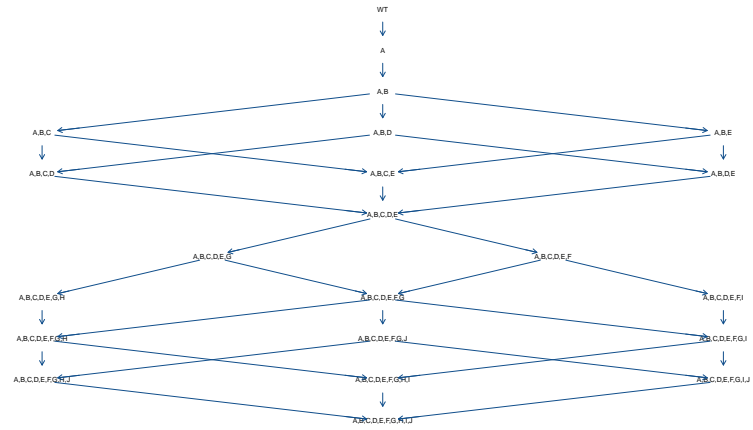 WT
A
A,B
A,B,C A,B,D A,B,E
A,B,C,D A,B,C,E A,B,D,E
A,B,C,D,E
A,B,C,D,E,G A,B,C,D,E,F
A,B,C,D,E,G,H A,B,C,D,E,F,G A,B,C,D,E,F,I
A,B,C,D,E,F,G,H A,B,C,D,E,F,G,J A,B,C,D,E,F,G,I
A,B,C,D,E,F,G,H,J A,B,C,D,E,F,G,H,I A,B,C,D,E,F,G,I,J
A,B,C,D,E,F,G,H,I,J